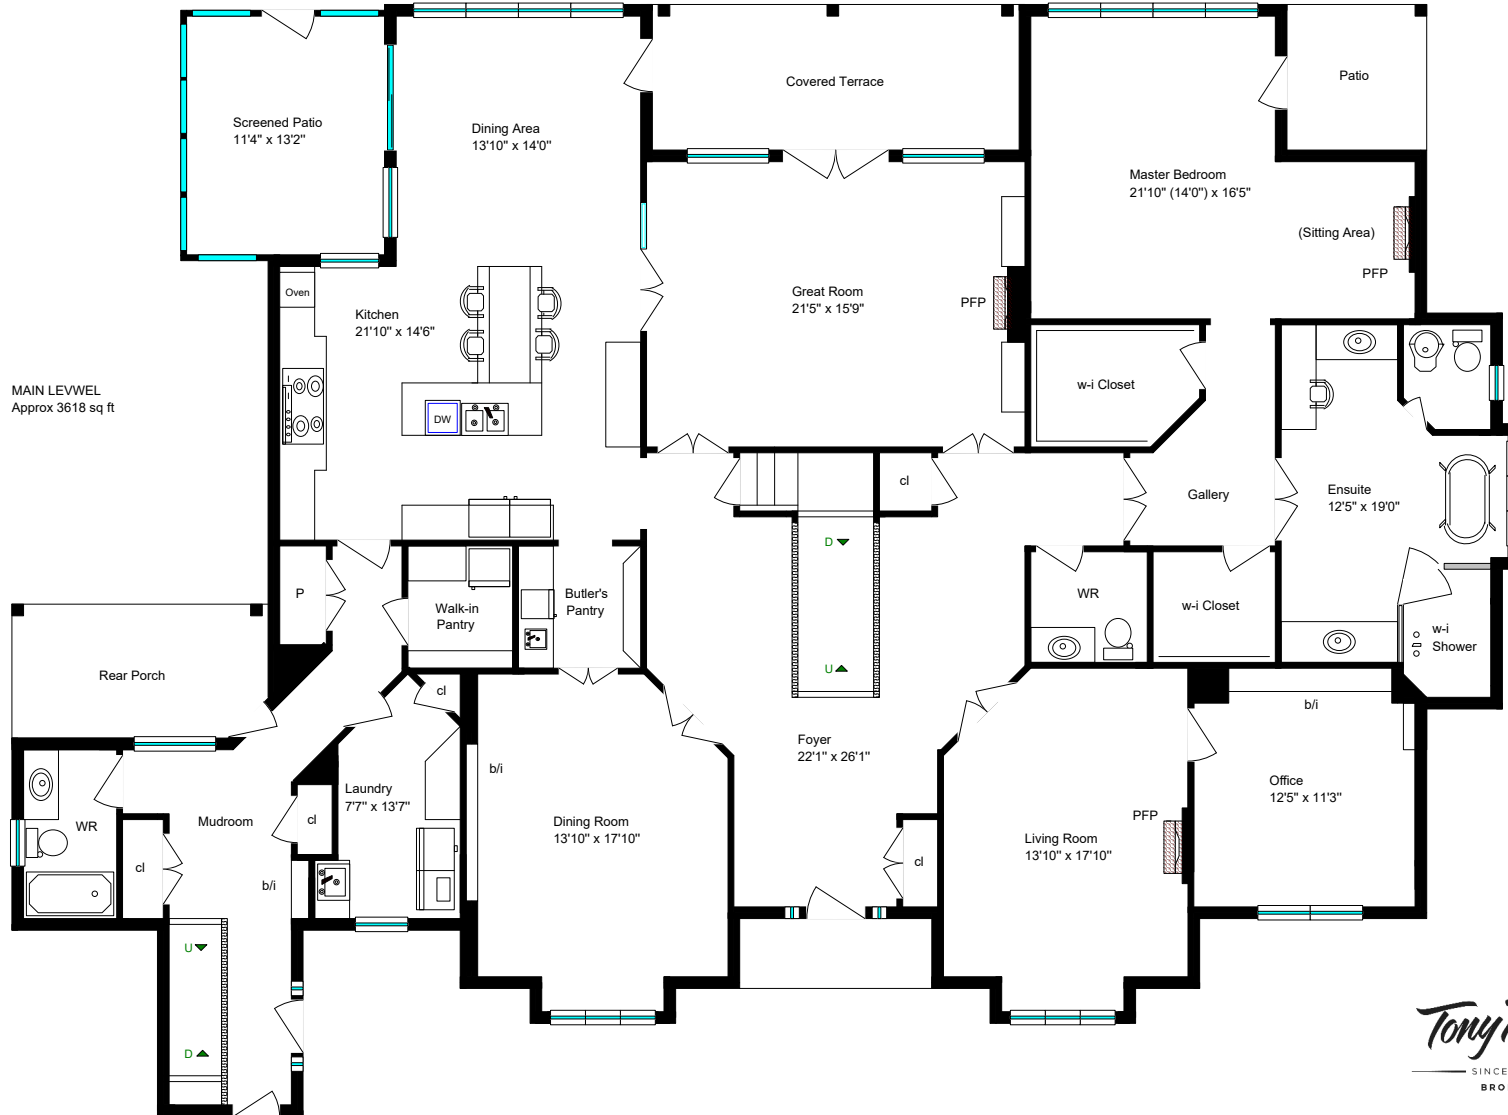 Screened Patio
11'4" x 13'2"
Dining Area
13'10" x 14'0"
Covered Terrace
Patio
Master Bedroom
21'10" (14'0") x 16'5"
(Sitting Area)
PFP
Oven
Kitchen
21'10" x 14'6"
Great Room
21'5" x 15'9"
PFP
MAIN LEVWEL
Approx 3618 sq ft
DW
w-i Closet
cl
Gallery
Ensuite
12'5" x 19'0"
D
P
Walk-in
Pantry
Butler's
Pantry
WR
w-i Closet
w-i
Shower
U
Rear Porch
cl
b/i
Foyer
22'1" x 26'1"
b/i
Laundry
7'7" x 13'7"
Office
12'5" x 11'3"
WR
Mudroom
cl
Dining Room
13'10" x 17'10"
PFP
Living Room
13'10" x 17'10"
cl
cl
b/i
U
D
Tony
SINCE